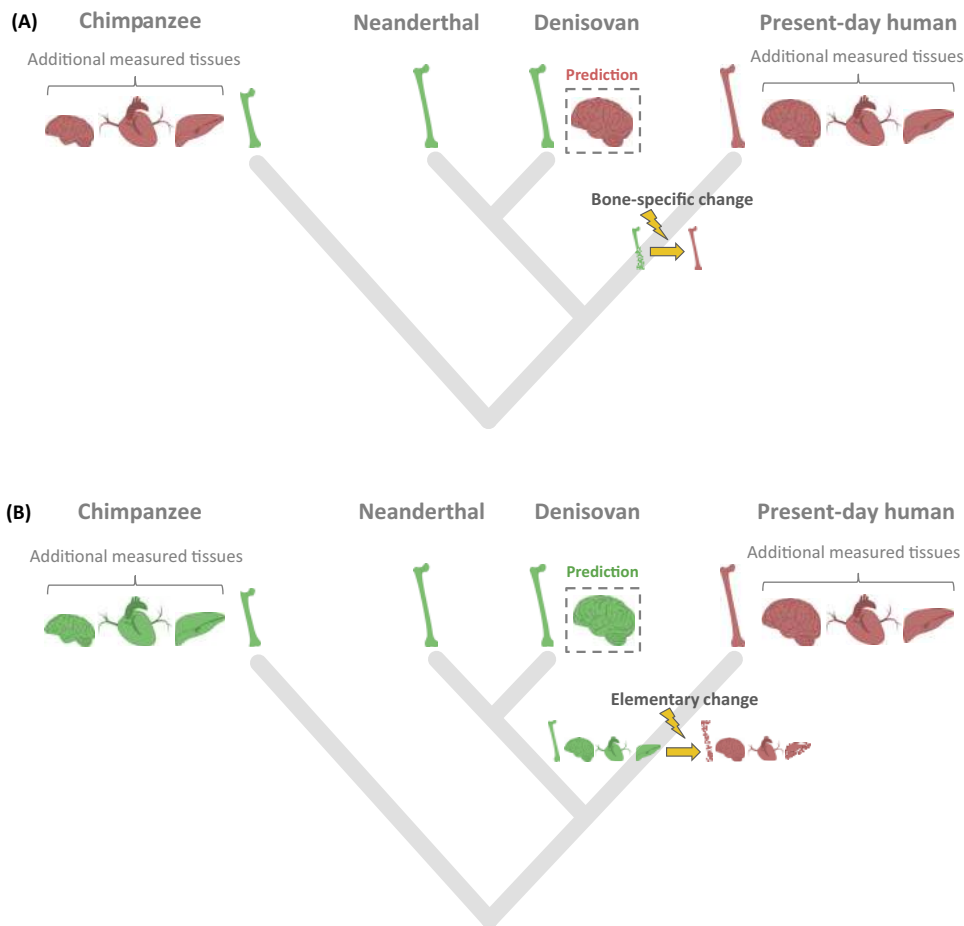 (A)
Chimpanzee
Neanderthal
Denisovan
Present-day human
Additional measured tissues
Additional measured tissues
Prediction
Bone-specific change
(B)
Chimpanzee
Neanderthal
Denisovan
Present-day human
Additional measured tissues
Additional measured tissues
Prediction
Elementary change